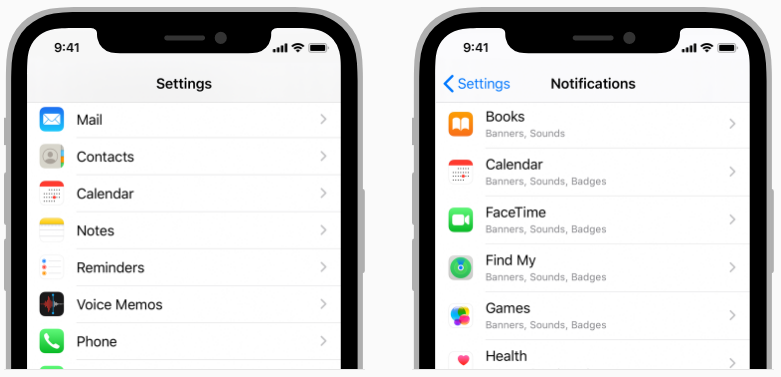 9:41
Settings
Mail
Contacts
Calendar
Notes
Reminders
Voice Memos
Phone
9:41
Settings Notifications
Books
Banners, Sounds
Calendar
Banners, Sounds, Badges
FaceTime
Banners, Sounds, Badges
Find My
Banners, Sounds, Badges
Games
Banners, Sounds, Badges
Health